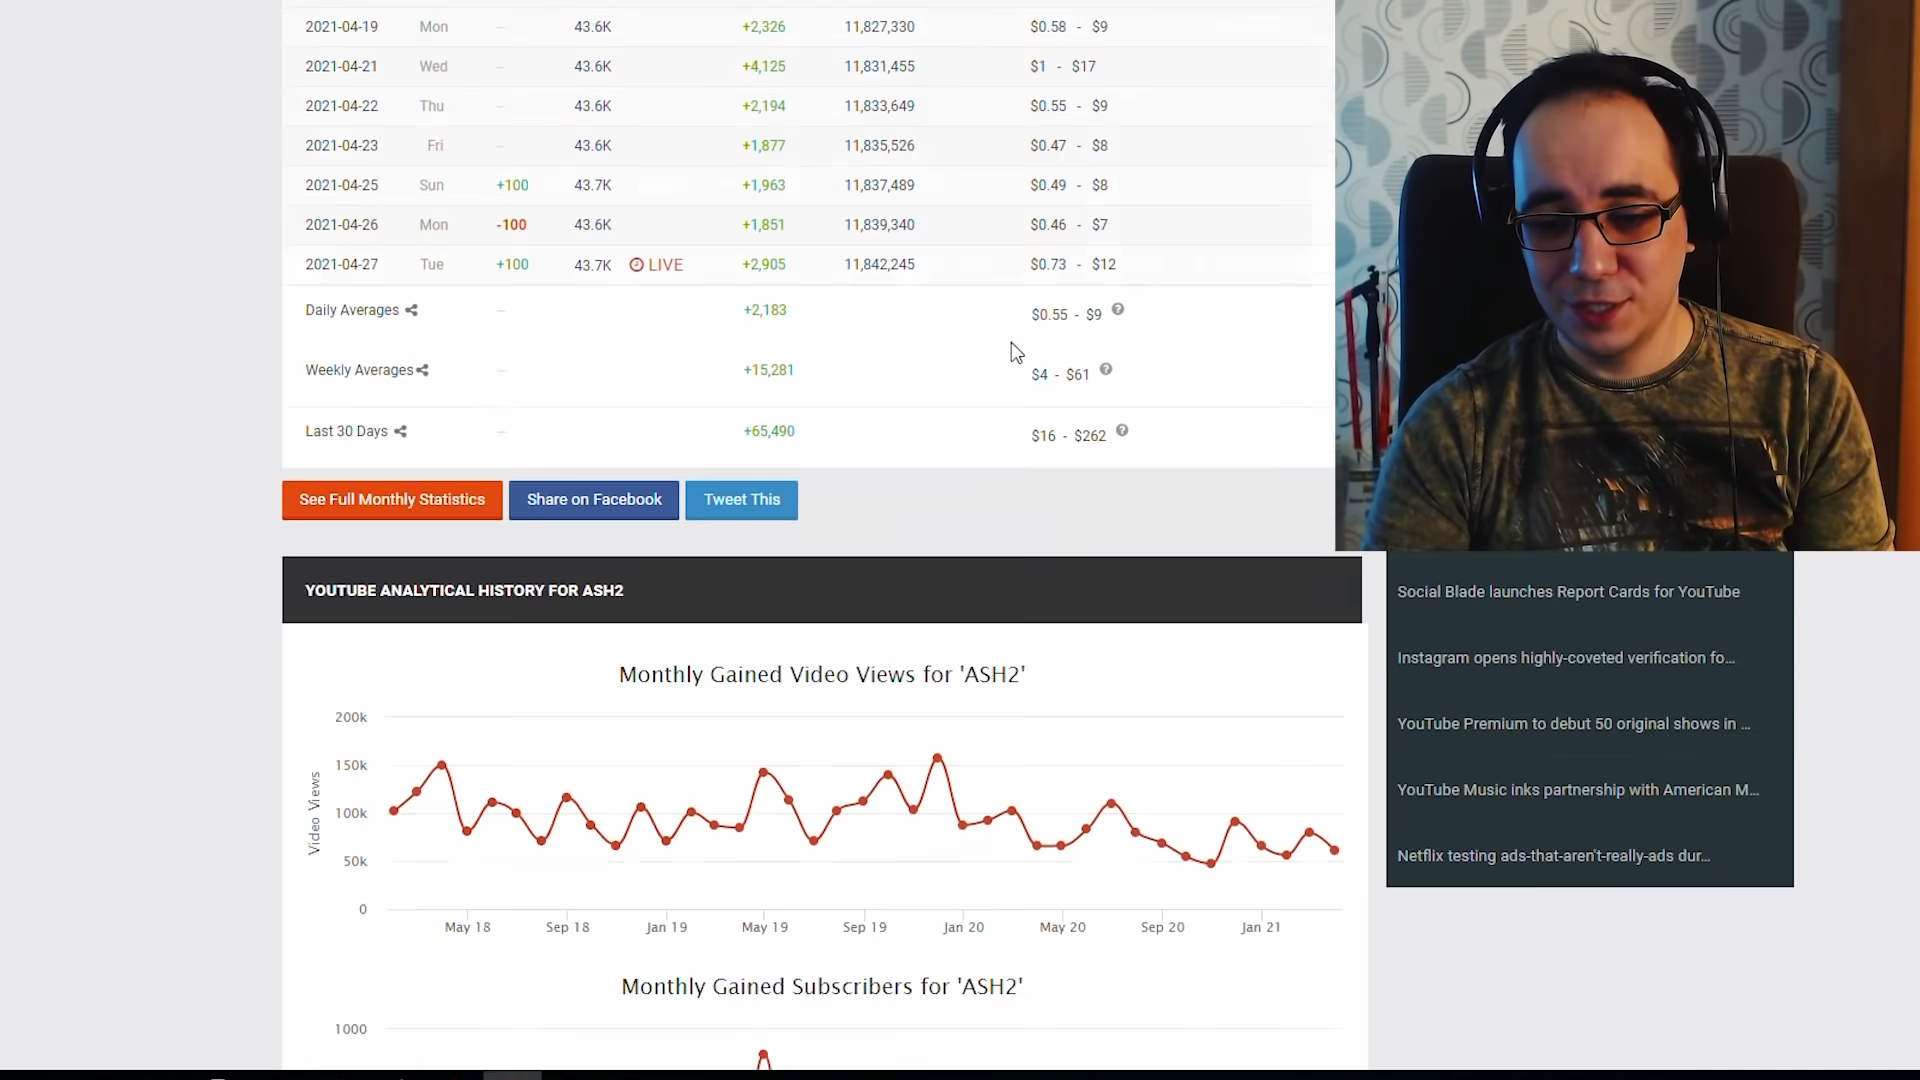 2021-04-19 Mon – 43.6K +2,326 11,827,330 $0.58 - $9
2021-04-21 Wed – 43.6K +4,125 11,831,455 $1 - $17
2021-04-22 Thu – 43.6K +2,194 11,833,649 $0.55 - $9
2021-04-23 Fri – 43.6K +1,877 11,835,526 $0.47 - $8
2021-04-25 Sun +100 43.7K +1,963 11,837,489 $0.49 - $8
2021-04-26 Mon -100 43.6K +1,851 11,839,340 $0.46 - $7
2021-04-27 Tue +100 43.7K LIVE +2,905 11,842,245 $0.73 - $12
Daily Averages – +2,183 $0.55 - $9 ?
Weekly Averages – +15,281 $4 - $61 ?
Last 30 Days – +65,490 $16 - $262 ?
See Full Monthly Statistics Share on Facebook Tweet This
YOUTUBE ANALYTICAL HISTORY FOR ASH2
Monthly Gained Video Views for 'ASH2'
200k
150k
100k
50k
0
Video Views
May 18 Sep 18 Jan 19 May 19 Sep 19 Jan 20 May 20 Sep 20 Jan 21
Monthly Gained Subscribers for 'ASH2'
1000
Social Blade launches Report Cards for YouTube
Instagram opens highly-coveted verification fo...
YouTube Premium to debut 50 original shows in ...
YouTube Music inks partnership with American M...
Netflix testing ads-that-aren't-really-ads dur...